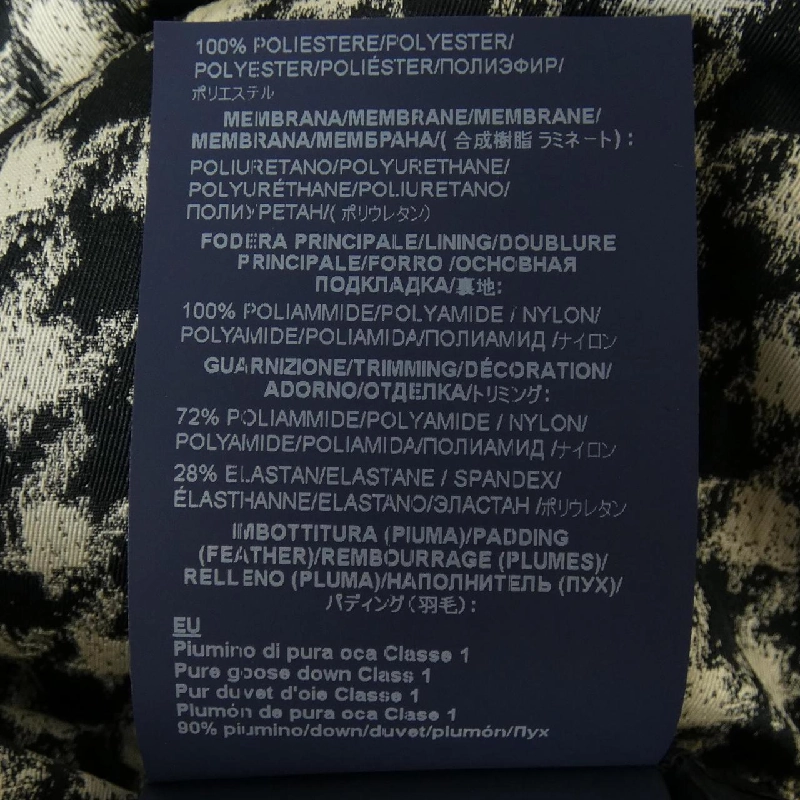 100% POLIESTERE/POLYESTER/
POLYESTER/POLIÉSTER/ПОЛИЭФИР/
ポリエステル
MEMBRANA/MEMBRANE/MEMBRANE/
MEMBRANA/МЕМБРАНА/( 合成樹脂 ラミネート) :
POLIURETANO/POLYURETHANE/
POLYURÉTHANE/POLIURETANO/
ПОЛИУРЕТАН/( ポリウレタン)
FODERA PRINCIPALE/LINING/DOUBLURE
PRINCIPALE/FORRO /ОСНОВНАЯ
ПОДКЛАДКА/裏地:
100% POLIAMMIDE/POLYAMIDE / NYLON/
POLYAMIDE/POLIAMIDA/ПОЛИАМИД /ナイロン
GUARNIZIONE/TRIMMING/DÉCORATION/
ADORNO/ОТДЕЛКА/トリミング:
72% POLIAMMIDE/POLYAMIDE / NYLON/
POLYAMIDE/POLIAMIDA/ПОЛИАМИД /ナイロン
28% ELASTAN/ELASTANE / SPANDEX/
ÉLASTHANNE/ELASTANO/ЭЛАСТАН /ポリウレタン
IMBOTTITURA (PIUMA)/PADDING
(FEATHER)/REMBOURRAGE (PLUMES)/
RELLENO (PLUMA)/НАПОЛНИТЕЛЬ (ПУХ)/
パディング (羽毛) :
EU
Piumino di pura oca Classe 1
Pure goose down Class 1
Pur duvet d'oie Classe 1
Plumón de pura oca Clase 1
90% piumino/down/duvet/plumón/Пух